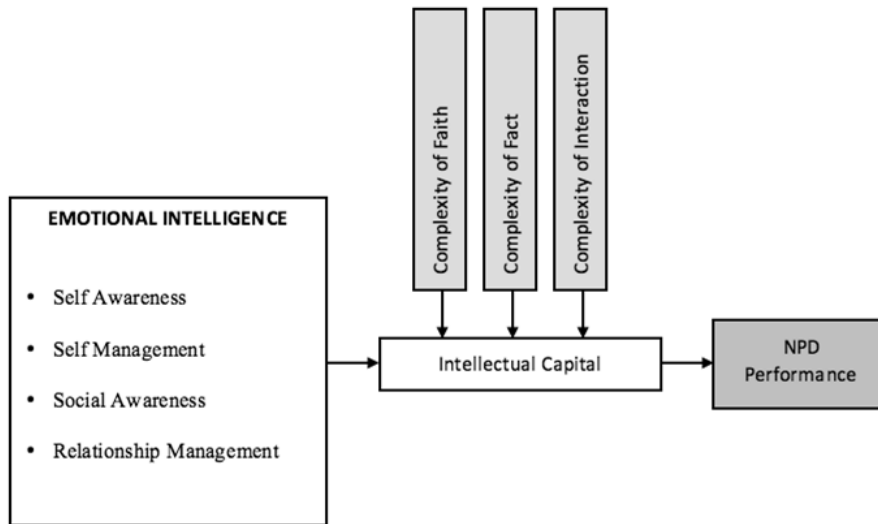 Complexity of Faith
Complexity of Fact
Complexity of Interaction
EMOTIONAL INTELLIGENCE
• Self Awareness
• Self Management
• Social Awareness
• Relationship Management
Intellectual Capital
NPD
Performance